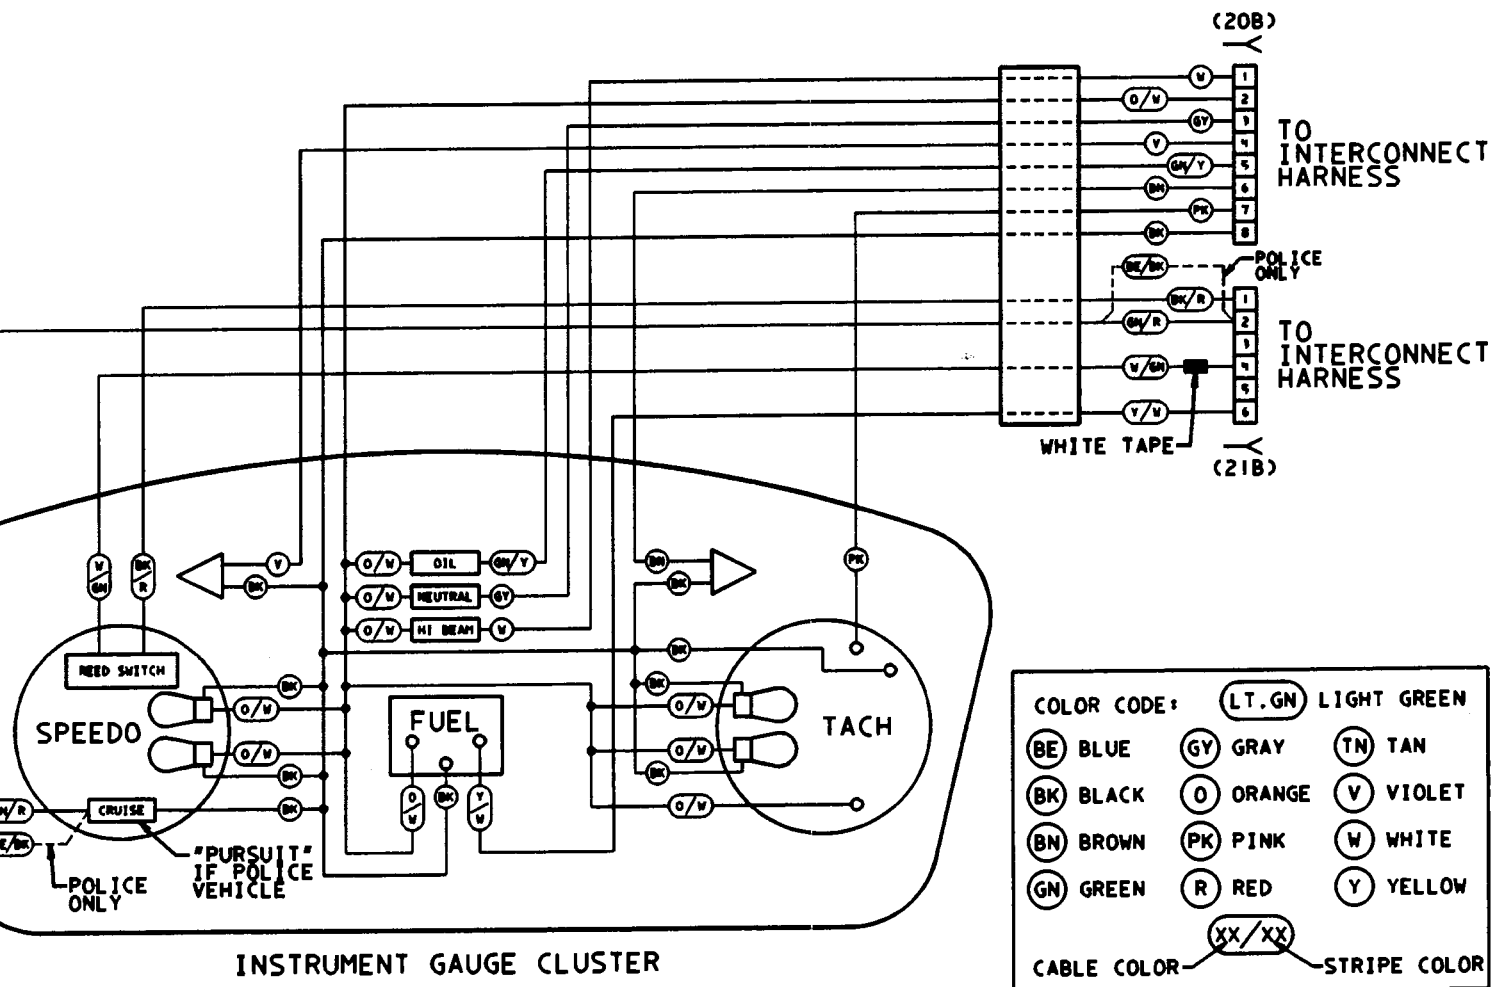 (20B)
W 1
O/W 2
GY 3
V 4
GN/Y 5
BN 6
PK 7
BK 8
TO
INTERCONNECT
HARNESS
BE/BK
POLICE
ONLY
BK/R 1
GN/R 2
3
W/GN 4
5
Y/W 6
TO
INTERCONNECT
HARNESS
WHITE TAPE
(21B)
W/GN
BK/R
V
BK
O/W OIL GN/Y
O/W NEUTRAL GY
O/W HI BEAM W
BN
BK
PK
REED SWITCH
SPEEDO
BK
O/W
O/W
BK
CRUISE
BK
"PURSUIT"
IF POLICE
VEHICLE
N/R
E/BK
POLICE
ONLY
FUEL
O/W
BK
Y/W
BK
BK
O/W
O/W
BK
O/W
TACH
INSTRUMENT GAUGE CLUSTER
COLOR CODE: LT.GN LIGHT GREEN
BE BLUE GY GRAY TN TAN
BK BLACK O ORANGE V VIOLET
BN BROWN PK PINK W WHITE
GN GREEN R RED Y YELLOW
XX/XX
CABLE COLOR STRIPE COLOR